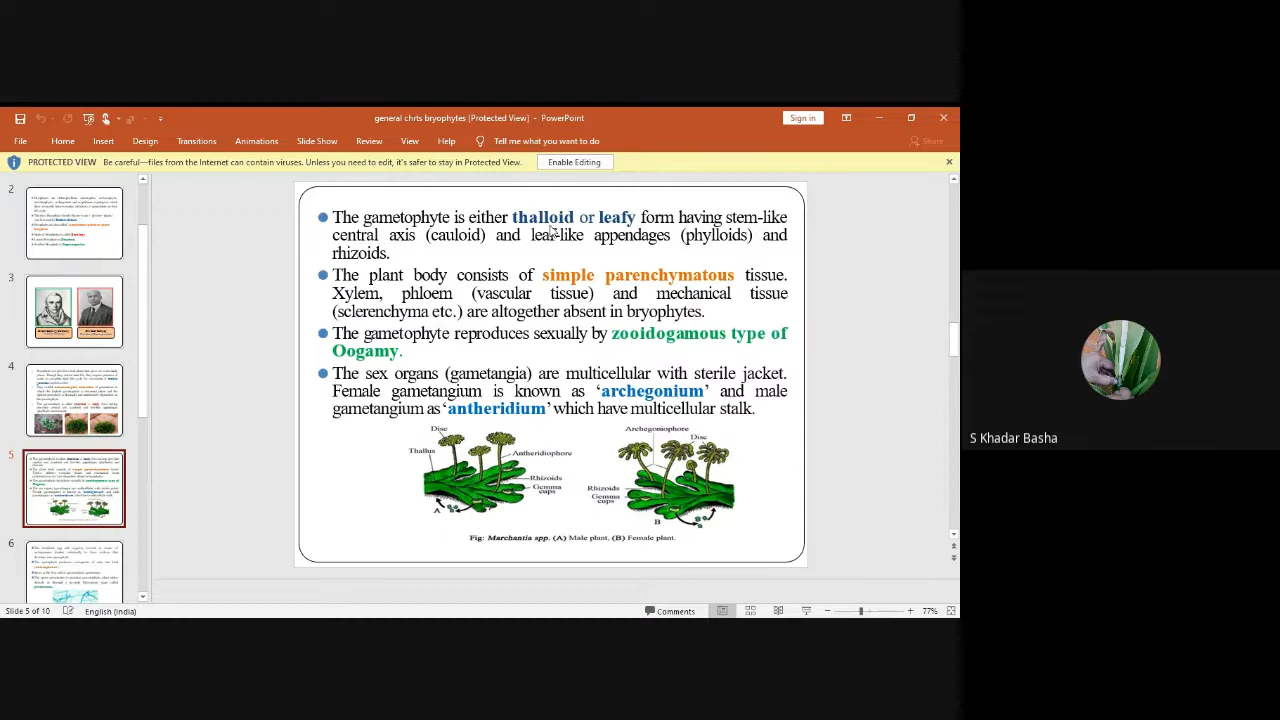 general chrts bryophytes [Protected View] - PowerPoint
Sign in
File Home Insert Design Transitions Animations Slide Show Review View Help Tell me what you want to do Share
PROTECTED VIEW Be careful—files from the Internet can contain viruses. Unless you need to edit, it's safer to stay in Protected View. Enable Editing
2
3
4
5
6
The gametophyte is either thalloid or leafy form having stem-like
central axis (cauloid) and leaf-like appendages (phylloids) and
rhizoids.
The plant body consists of simple parenchymatous tissue.
Xylem, phloem (vascular tissue) and mechanical tissue
(sclerenchyma etc.) are altogether absent in bryophytes.
The gametophyte reproduces sexually by zooidogamous type of
Oogamy.
The sex organs (gametangia) are multicellular with sterile jacket.
Female gametangium is known as ‘archegonium’ and male
gametangium as ‘antheridium’ which have multicellular stalk.
Disc
Thallus
Antheridiophore
Rhizoids
Gemma
cups
A
Archegoniophore
Disc
Rhizoids
Gemma
cups
B
Fig: Marchantia spp. (A) Male plant, (B) Female plant.
S Khadar Basha
Slide 5 of 10 English (India) Comments 77%